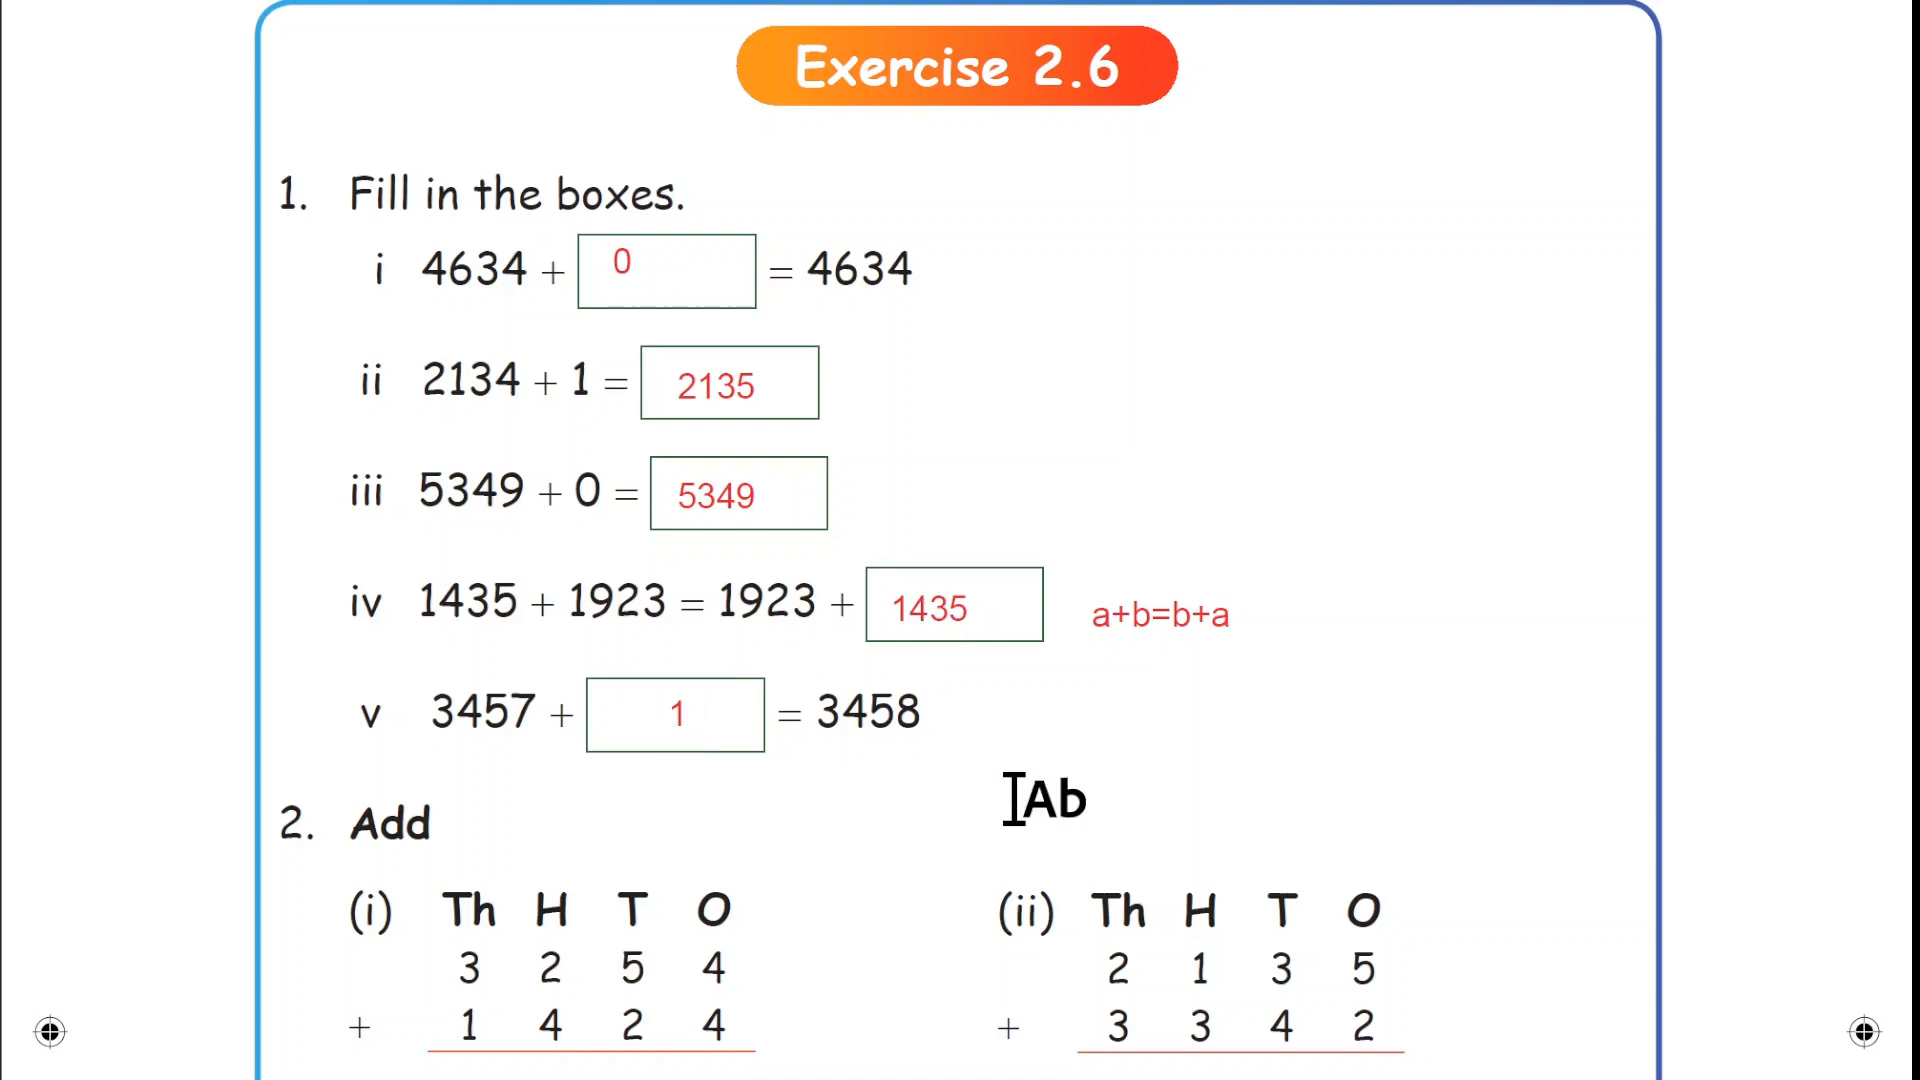 Exercise 2.6
1. Fill in the boxes.
i 4634 + 0 = 4634
ii 2134 + 1 = 2135
iii 5349 + 0 = 5349
iv 1435 + 1923 = 1923 + 1435 a+b=b+a
v 3457 + 1 = 3458
Ab
2. Add
(i) Th H T O (ii) Th H T O
3 2 5 4 2 1 3 5
+ 1 4 2 4 + 3 3 4 2